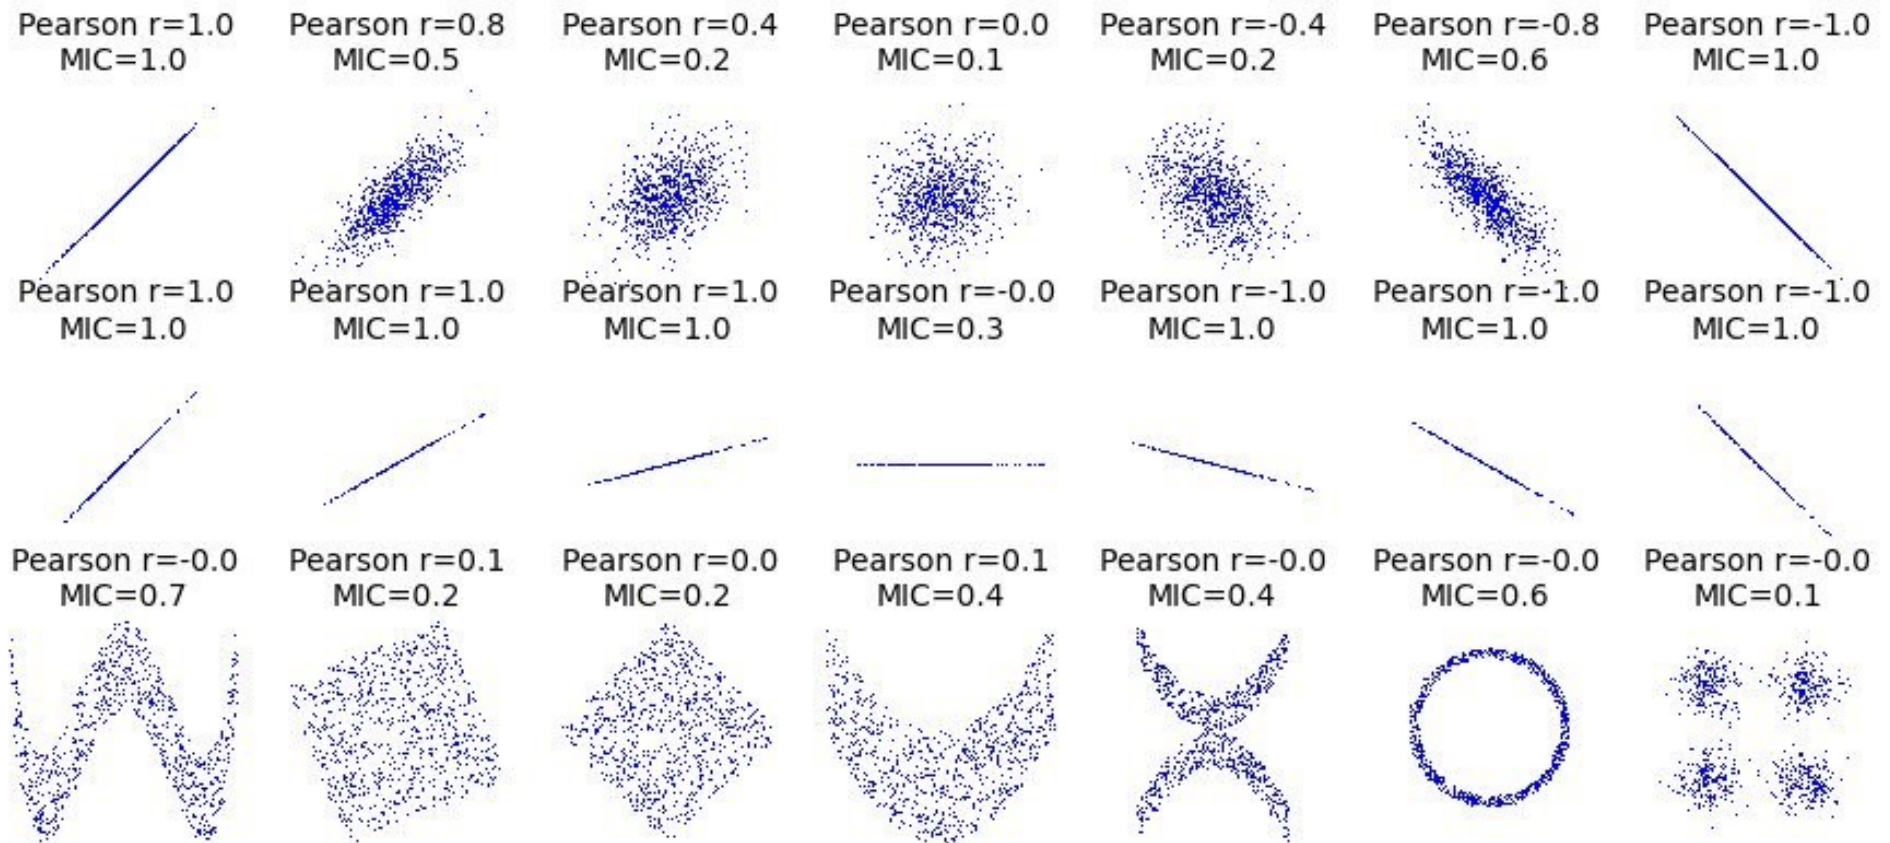 Pearson r=1.0 Pearson r=0.8 Pearson r=0.4 Pearson r=0.0 Pearson r=-0.4 Pearson r=-0.8 Pearson r=-1.0
MIC=1.0 MIC=0.5 MIC=0.2 MIC=0.1 MIC=0.2 MIC=0.6 MIC=1.0
Pearson r=1.0 Pearson r=1.0 Pearson r=1.0 Pearson r=-0.0 Pearson r=-1.0 Pearson r=-1.0 Pearson r=-1.0
MIC=1.0 MIC=1.0 MIC=1.0 MIC=0.3 MIC=1.0 MIC=1.0 MIC=1.0
Pearson r=-0.0 Pearson r=0.1 Pearson r=0.0 Pearson r=0.1 Pearson r=-0.0 Pearson r=-0.0 Pearson r=-0.0
MIC=0.7 MIC=0.2 MIC=0.2 MIC=0.4 MIC=0.4 MIC=0.6 MIC=0.1